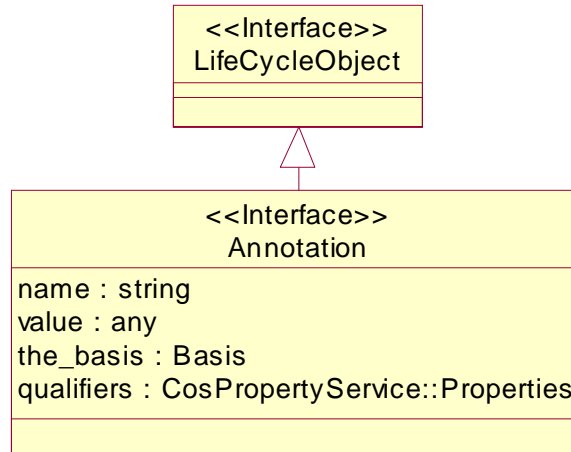 <<Interface>>
LifeCycleObject
<<Interface>>
Annotation
name : string
value : any
the_basis : Basis
qualifiers : CosPropertyService::Properties